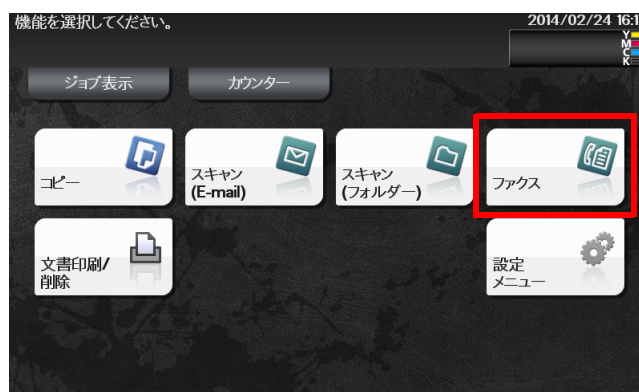 機能を選択してください。
2014/02/24 16:1
Y
M
C
K
ジョブ表示
カウンター
コピー
スキャン
(E-mail)
スキャン
(フォルダー)
ファクス
文書印刷/
削除
設定
メニュー